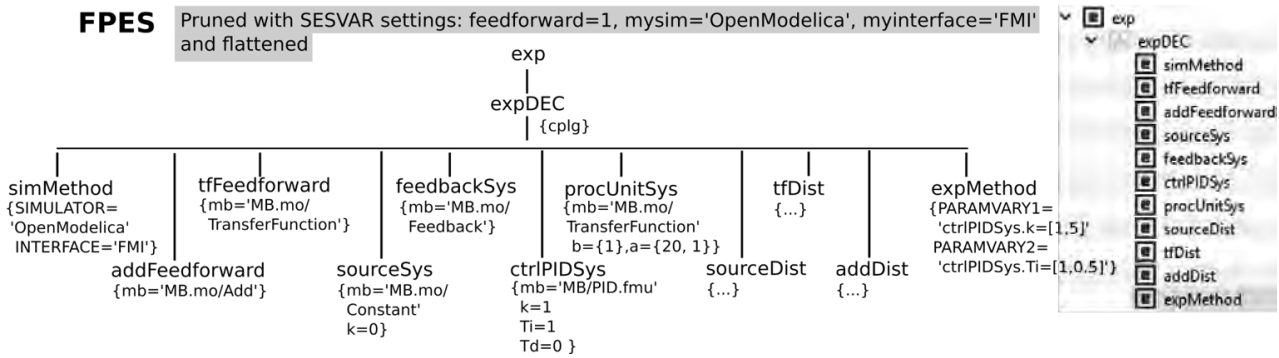 FPES
Pruned with SESVAR settings: feedforward=1, mysim='OpenModelica', myinterface='FMI'
and flattened
exp
expDEC
{cplg}
simMethod
{SIMULATOR=
'OpenModelica'
INTERFACE='FMI'}
addFeedforward
{mb='MB.mo/Add'}
tfFeedforward
{mb='MB.mo/
TransferFunction'}
sourceSys
{mb='MB.mo/
Constant'
k=0}
feedbackSys
{mb='MB.mo/
Feedback'}
ctrlPIDSys
{mb='MB/PID.fmu'
k=1
Ti=1
Td=0 }
procUnitSys
{mb='MB.mo/
TransferFunction'
b={1},a={20, 1}}
sourceDist
{...}
tfDist
{...}
addDist
{...}
expMethod
{PARAMVARY1=
'ctrlPIDSys.k=[1,5]'
PARAMVARY2=
'ctrlPIDSys.Ti=[1,0.5]'}
exp
expDEC
simMethod
tfFeedforward
addFeedforward
sourceSys
feedbackSys
ctrlPIDSys
procUnitSys
sourceDist
tfDist
addDist
expMethod